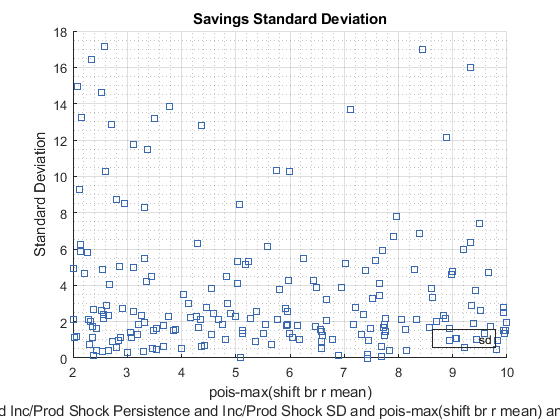 Savings Standard Deviation
18
16
14
12
10
8
6
4
2
0
Standard Deviation
sd
2 3 4 5 6 7 8 9 10
pois-max(shift br r mean)
d Inc/Prod Shock Persistence and Inc/Prod Shock SD and pois-max(shift br r mean) ar